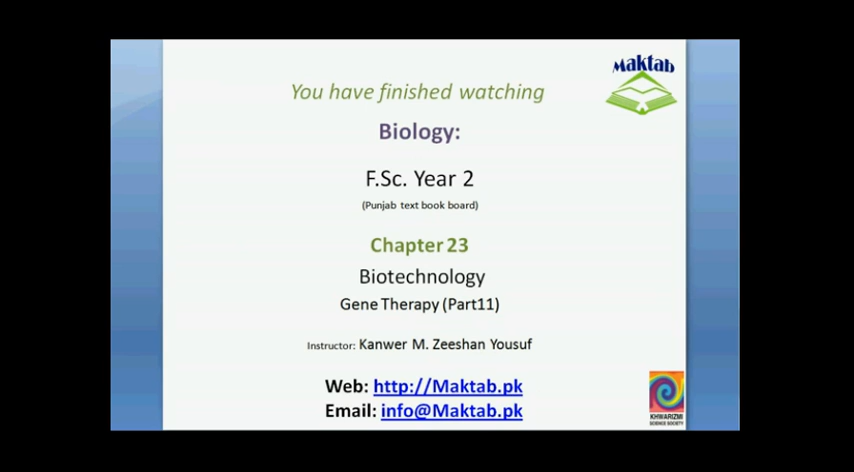 Maktab
You have finished watching
Biology:
F.Sc. Year 2
(Punjab text book board)
Chapter 23
Biotechnology
Gene Therapy (Part11)
Instructor: Kanwer M. Zeeshan Yousuf
Web: http://Maktab.pk
Email: info@Maktab.pk
KHWARIZMI
SCIENCE SOCIETY